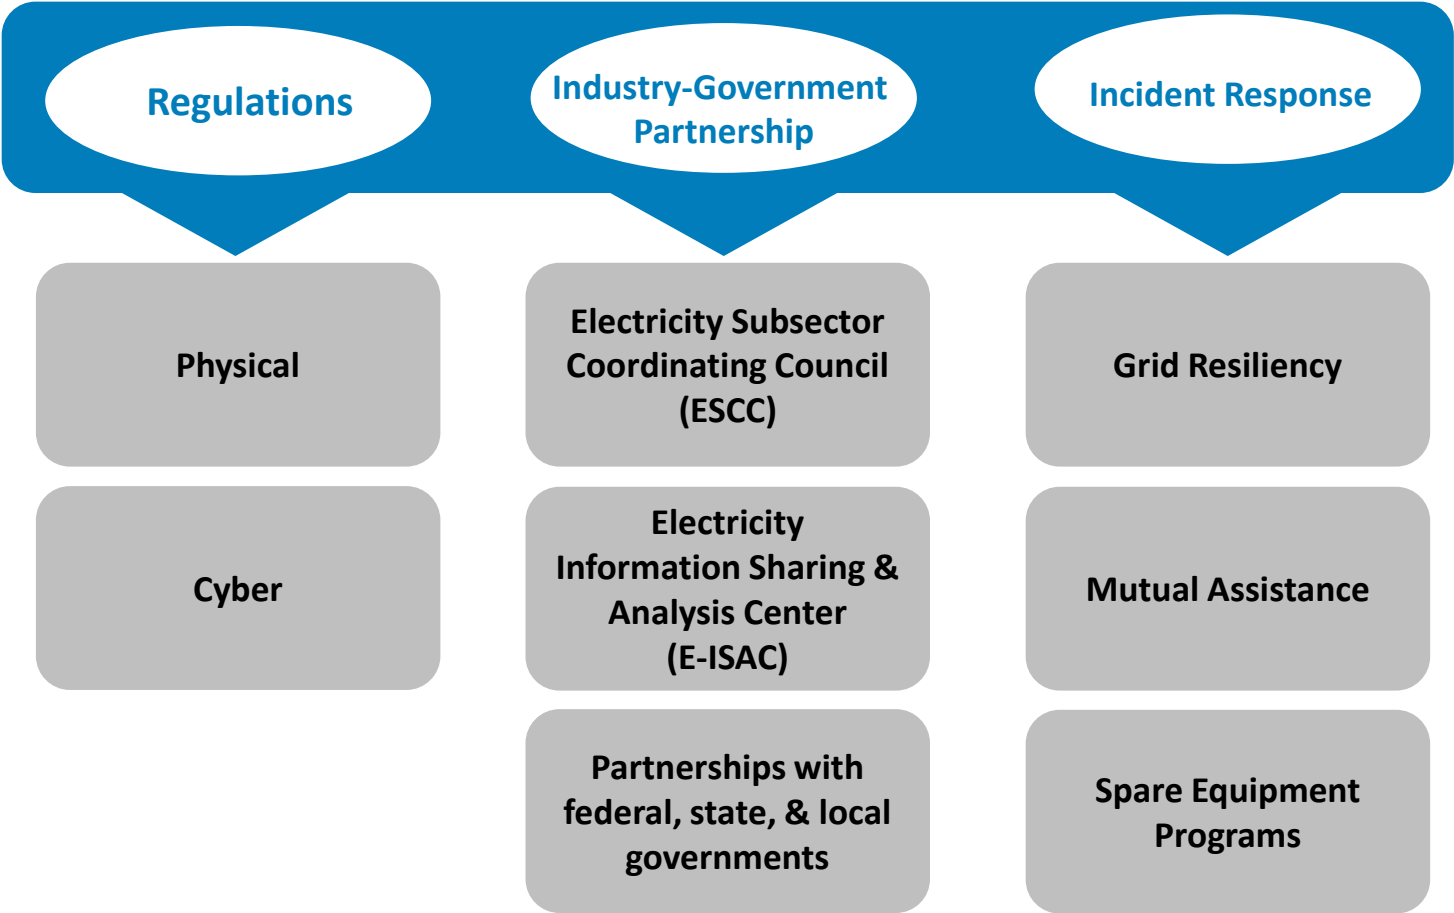 Regulations
Industry-Government
Partnership
Incident Response
Physical
Electricity Subsector
Coordinating Council
(ESCC)
Grid Resiliency
Cyber
Electricity
Information Sharing &
Analysis Center
(E-ISAC)
Mutual Assistance
Partnerships with
federal, state, & local
governments
Spare Equipment
Programs